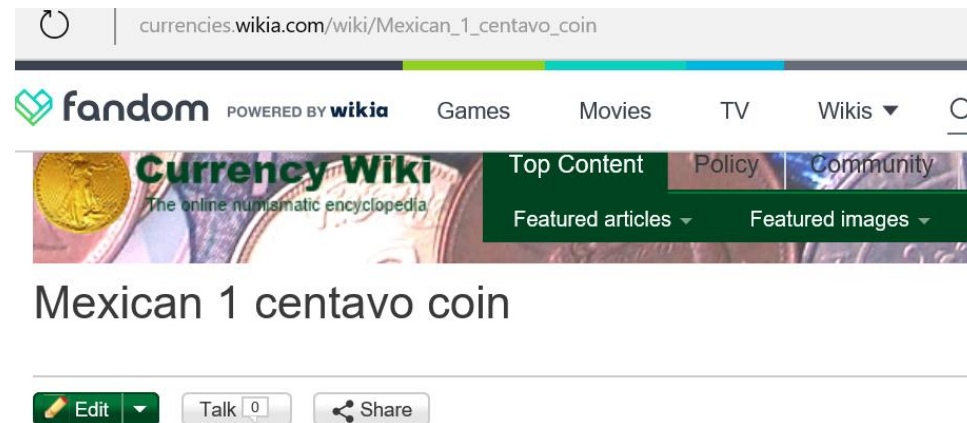 currencies.wikia.com/wiki/Mexican_1_centavo_coin
fandom POWERED BY wikia Games Movies TV Wikis
Currency Wiki Top Content Policy Community
The online numismatic encyclopedia Featured articles Featured images
Mexican 1 centavo coin
Edit Talk 0 Share